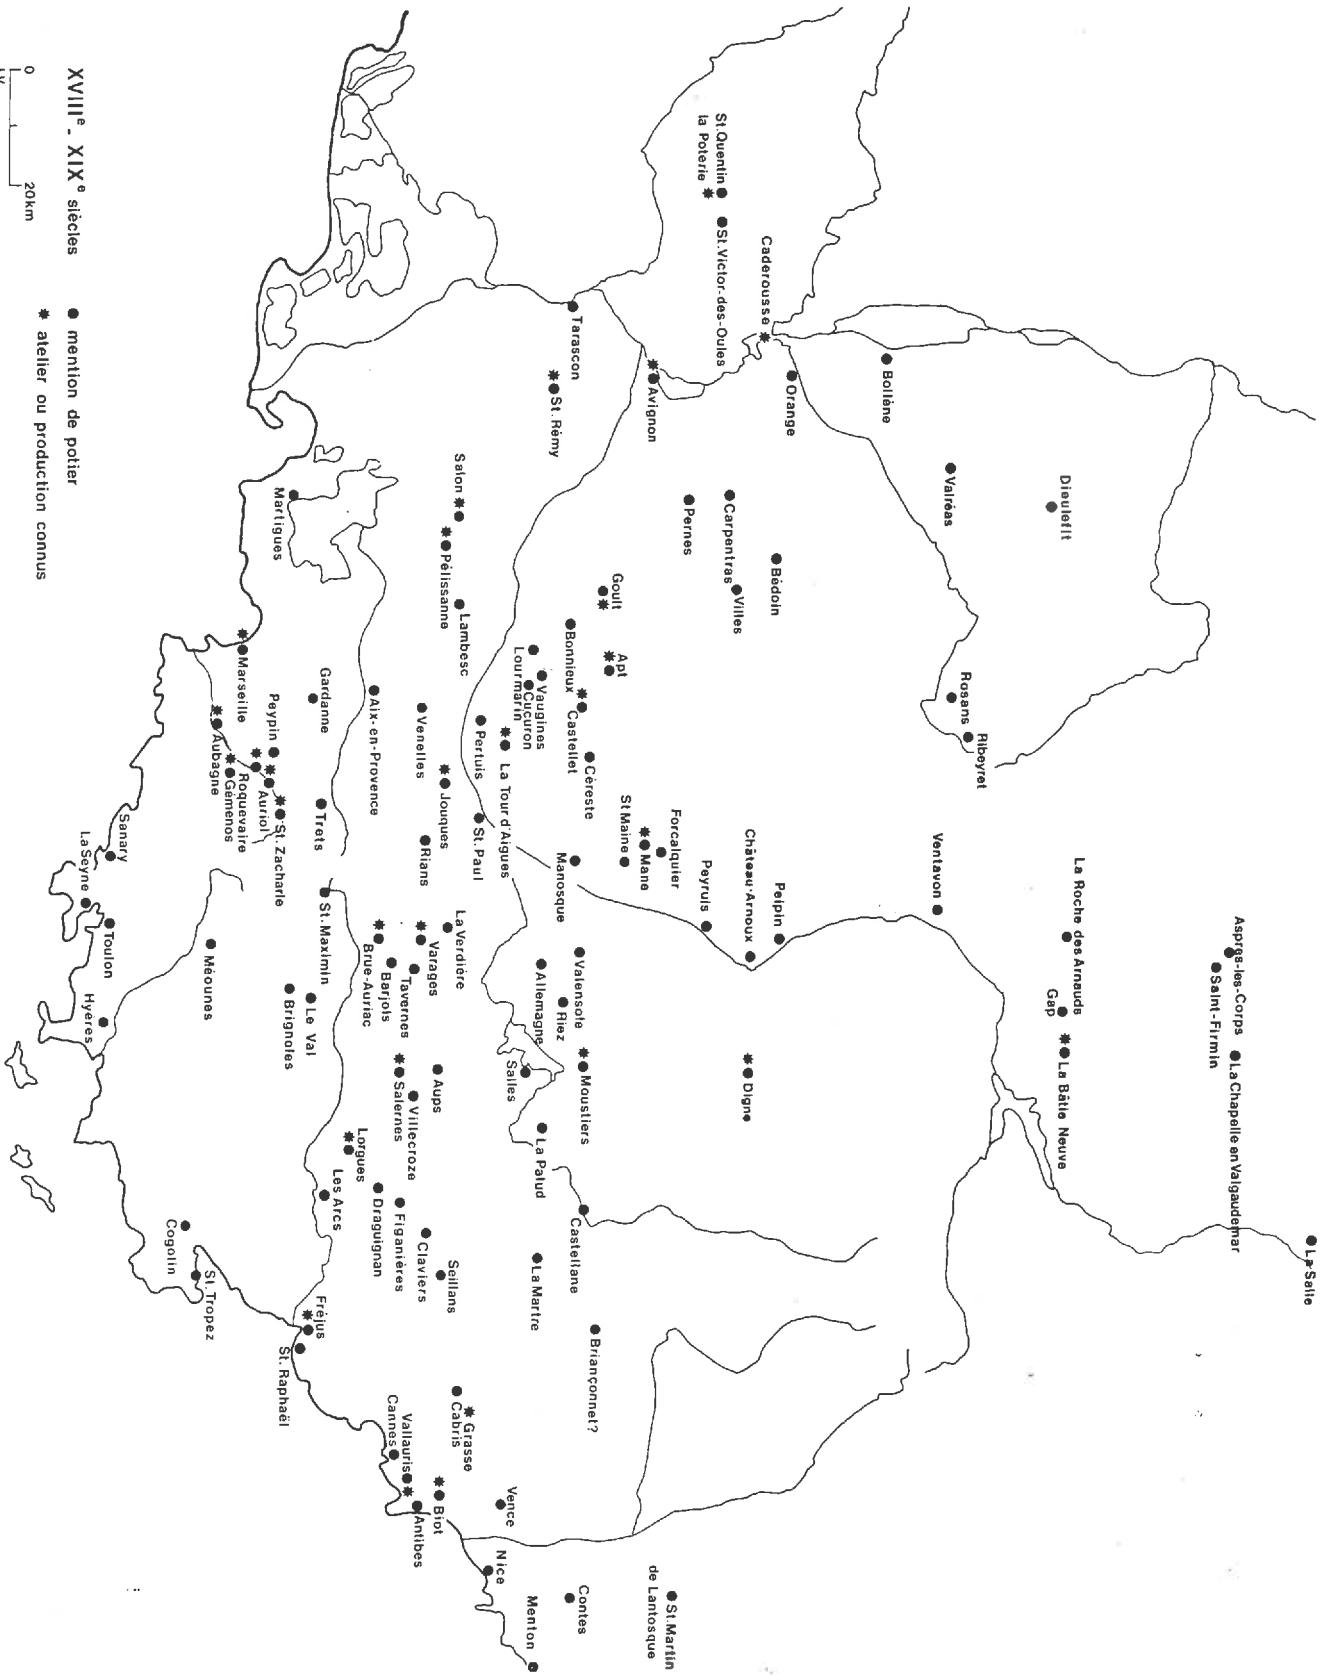 La Salle
Aspres-les-Corps
Saint-Firmin
La Chapelle en Valgaudemar
La Roche des Arnauds
Gap
La Bâtie Neuve
Dieulefit
Valréas
Rosans
Ribeyret
Ventavon
Bollène
Orange
Caderousse
St.Quentin
la Poterie
St.Victor-des-Oules
Bédoin
Carpentras
Villes
Pernes
Avignon
Peipin
Château-Arnoux
Digne
Peyruis
Forcalquier
Mane
St Maine
Tarascon
St. Rémy
Goult
Apt
Bonnieux
Castellet
Céreste
Vaugines
Cucuron
Lourmarin
La Tour d'Aigues
Pertuis
St. Paul
Manosque
Valensole
Riez
Allemagne
Moustiers
Salles
La Palud
Castellane
La Martre
Briançonnet?
St.Martin
de Lantosque
Contes
Menton
Nice
Vence
Salon
Pélissanne
Lambesc
Venelles
Jouques
Rians
La Verdière
Varages
Tavernes
Barjols
Brue-Auriac
Aups
Villecroze
Salernes
Lorgues
Les Arcs
Draguignan
Figanières
Claviers
Seillans
Grasse
Cabris
Biot
Antibes
Vallauris
Cannes
Martigues
Aix-en-Provence
Gardanne
Trets
St. Maximin
Le Val
Brignoles
Marseille
Peypin
St. Zacharie
Auriol
Roquevaire
Gémenos
Aubagne
Méounes
Fréjus
St. Raphaël
St. Tropez
Cogolin
Sanary
La Seyne
Toulon
Hyères
XVIIIe - XIXe siècles
mention de potier
atelier ou production connus
0
20km